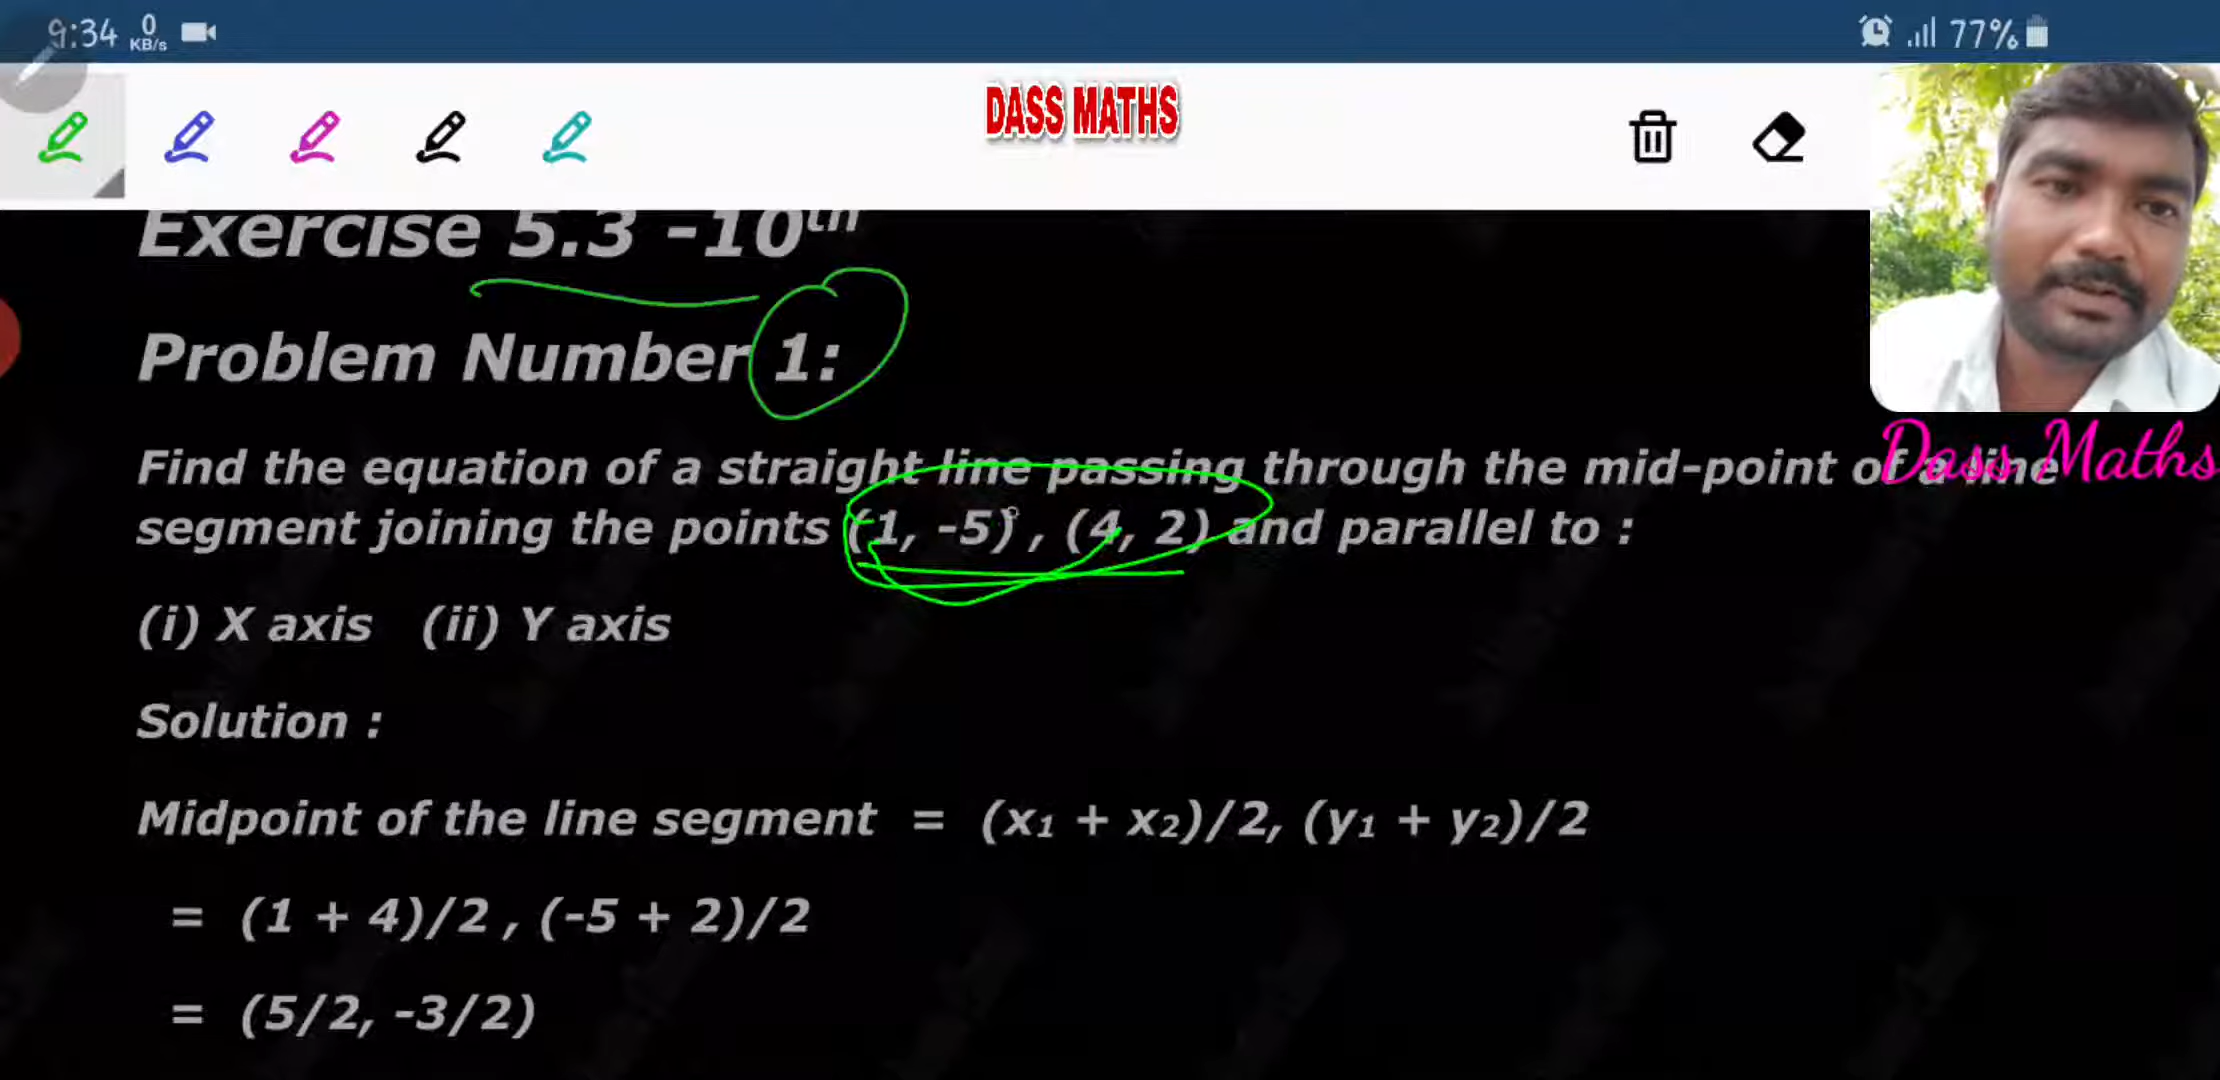 9:34 0 KB/s 77%
DASS MATHS
Exercise 5.3 -10th
Problem Number 1:
Find the equation of a straight line passing through the mid-point of a line
Dass Maths
segment joining the points (1, -5) , (4, 2) and parallel to :
(i) X axis (ii) Y axis
Solution :
Midpoint of the line segment = (x₁ + x₂)/2, (y₁ + y₂)/2
= (1 + 4)/2 , (-5 + 2)/2
= (5/2, -3/2)